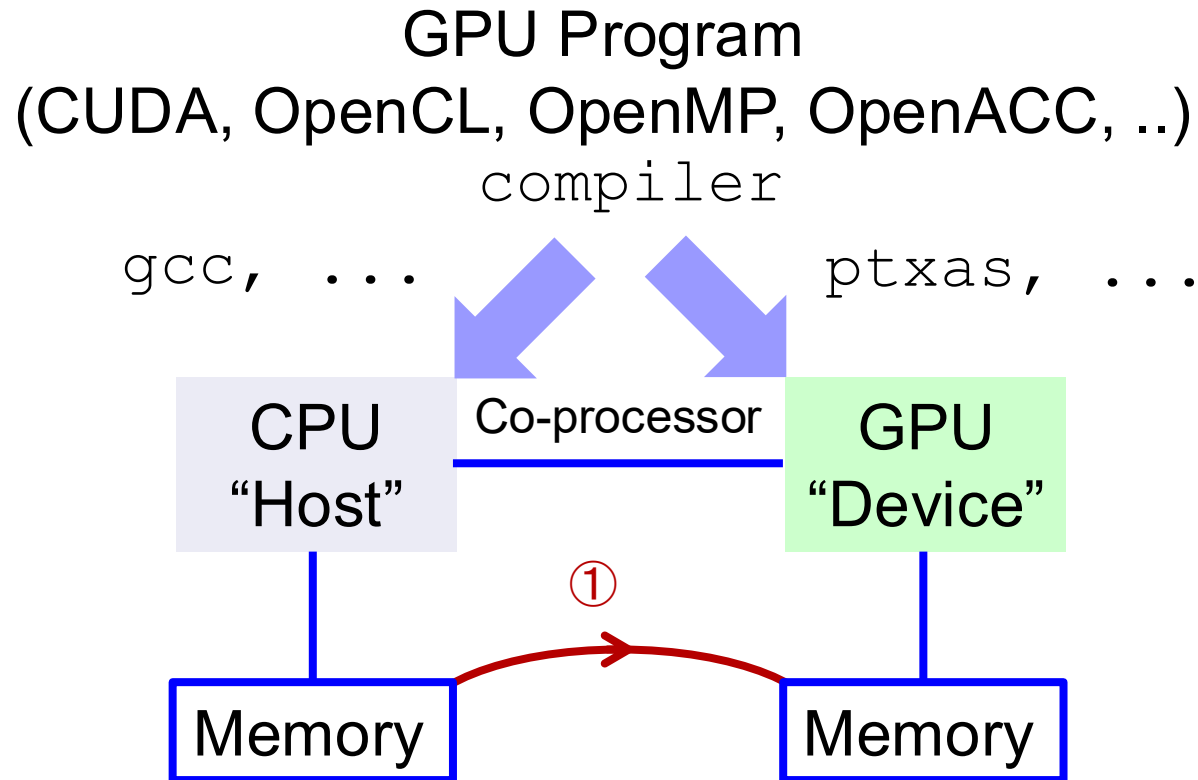 GPU Program
(CUDA, OpenCL, OpenMP, OpenACC, ..)
compiler
gcc, ...
ptxas, ...
CPU
“Host”
Co-processor
GPU
“Device”
①
Memory
Memory